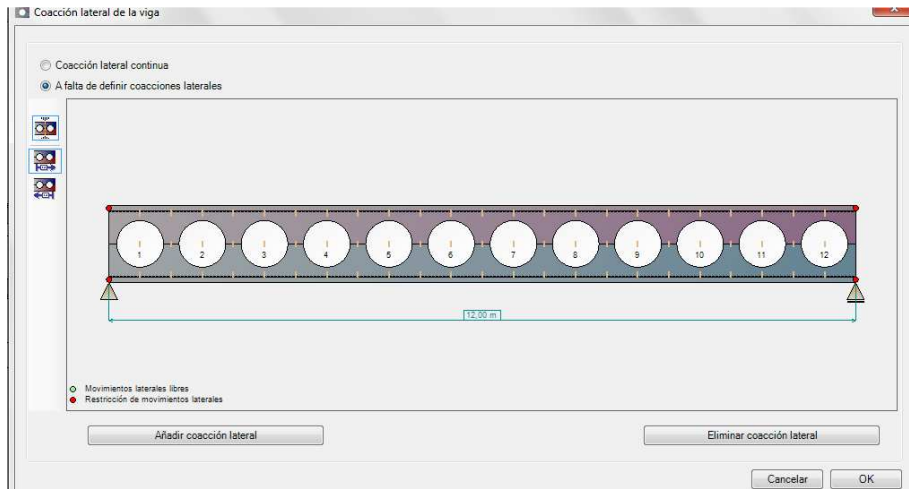 Coacción lateral de la viga
Coacción lateral continua
A falta de definir coacciones laterales
1 2 3 4 5 6 7 8 9 10 11 12
12,00 m
Movimientos laterales libres
Restricción de movimientos laterales
Añadir coacción lateral
Eliminar coacción lateral
Cancelar
OK